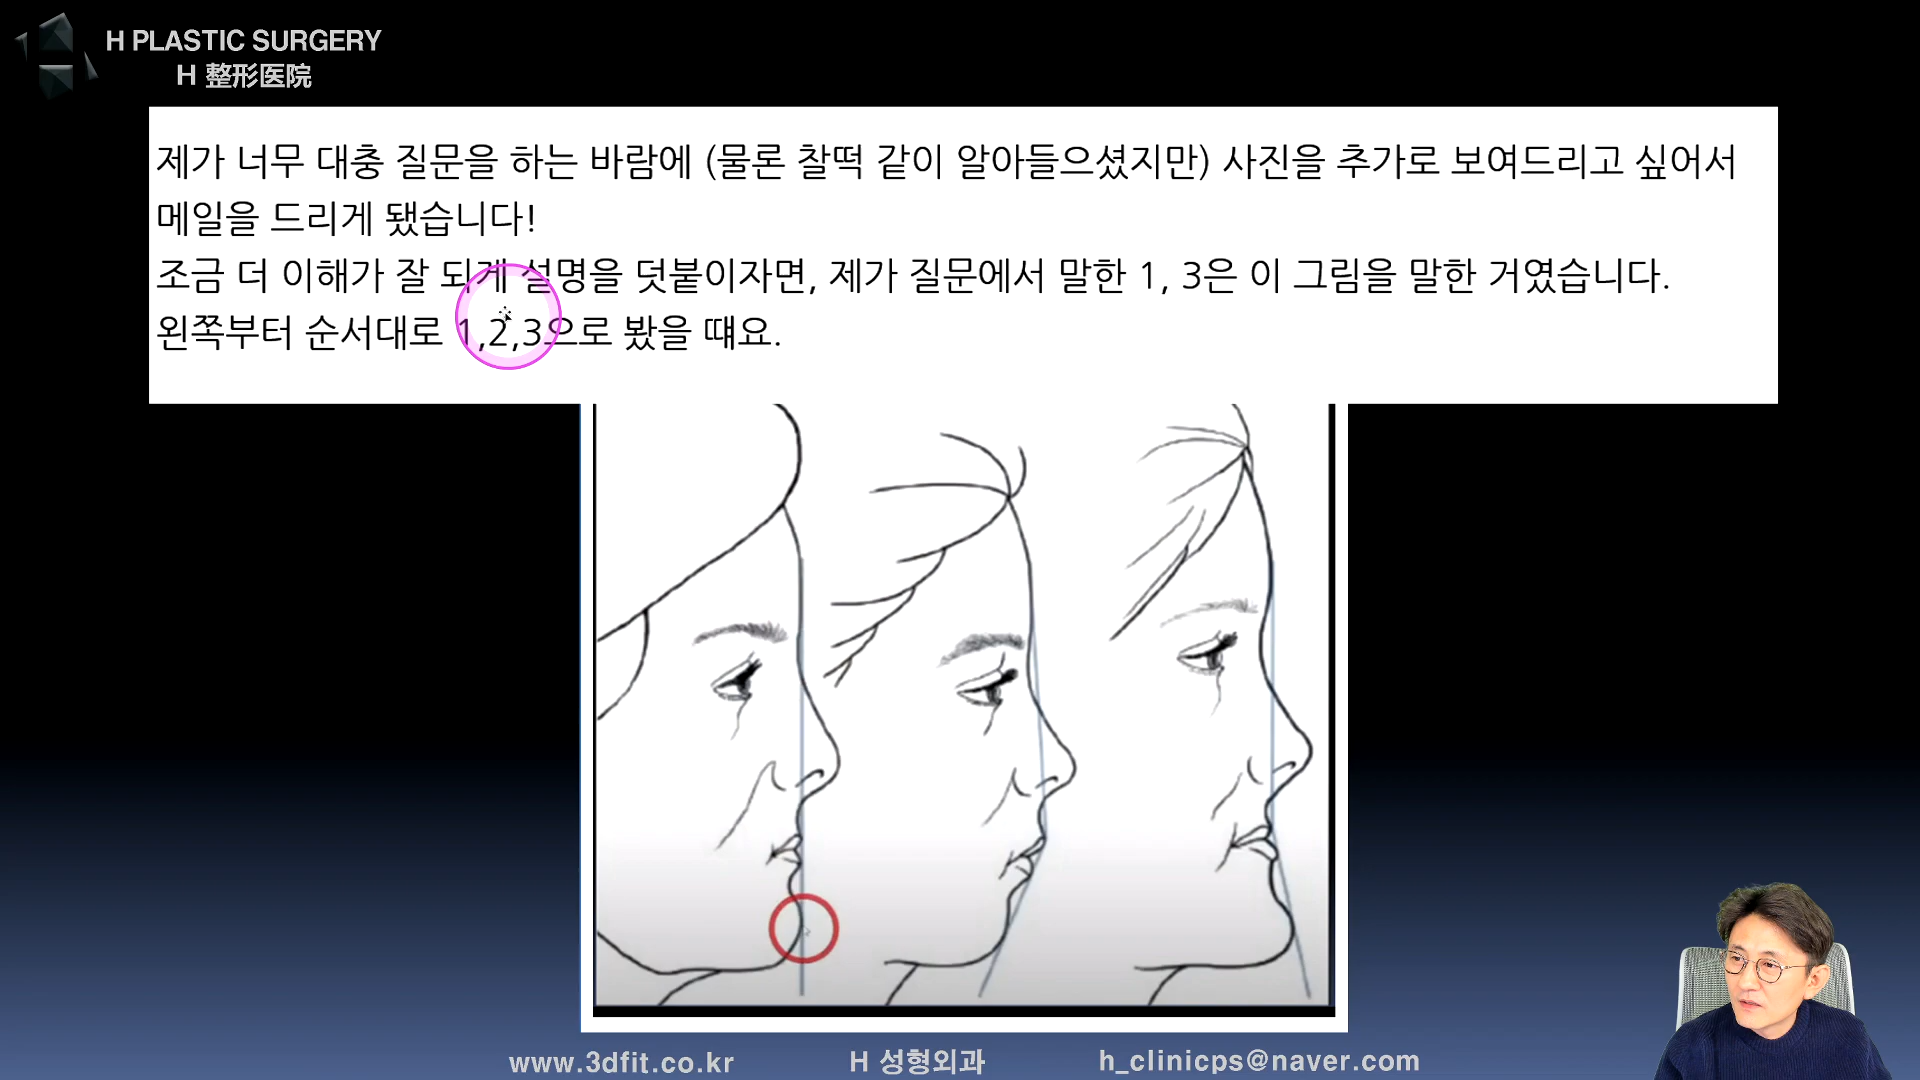 H PLASTIC SURGERY
H 整形医院
제가 너무 대충 질문을 하는 바람에 (물론 찰떡 같이 알아들으셨지만) 사진을 추가로 보여드리고 싶어서
메일을 드리게 됐습니다!
조금 더 이해가 잘 되게 설명을 덧붙이자면, 제가 질문에서 말한 1, 3은 이 그림을 말한 거였습니다.
왼쪽부터 순서대로 1,2,3으로 봤을 떄요.
www.3dfit.co.kr
H 성형외과
h_clinicps@naver.com